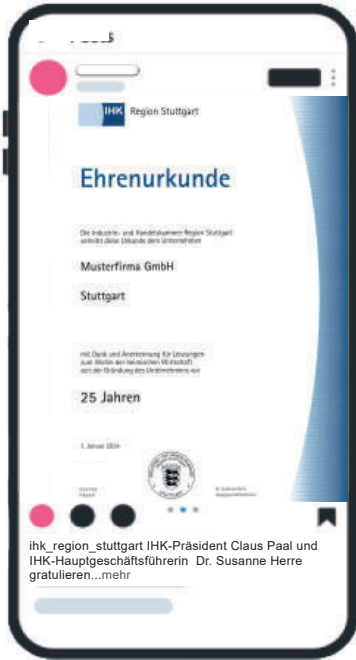 IHK Region Stuttgart
Ehrenurkunde
Die Industrie- und Handelskammer Region Stuttgart
verleiht diese Urkunde dem Unternehmen
Musterfirma GmbH
Stuttgart
mit Dank und Anerkennung für Leistungen
zum Wohle der heimischen Wirtschaft
seit der Gründung des Unternehmens vor
25 Jahren
1. Januar 2024
ihk_region_stuttgart IHK-Präsident Claus Paal und
IHK-Hauptgeschäftsführerin Dr. Susanne Herre
gratulieren...mehr